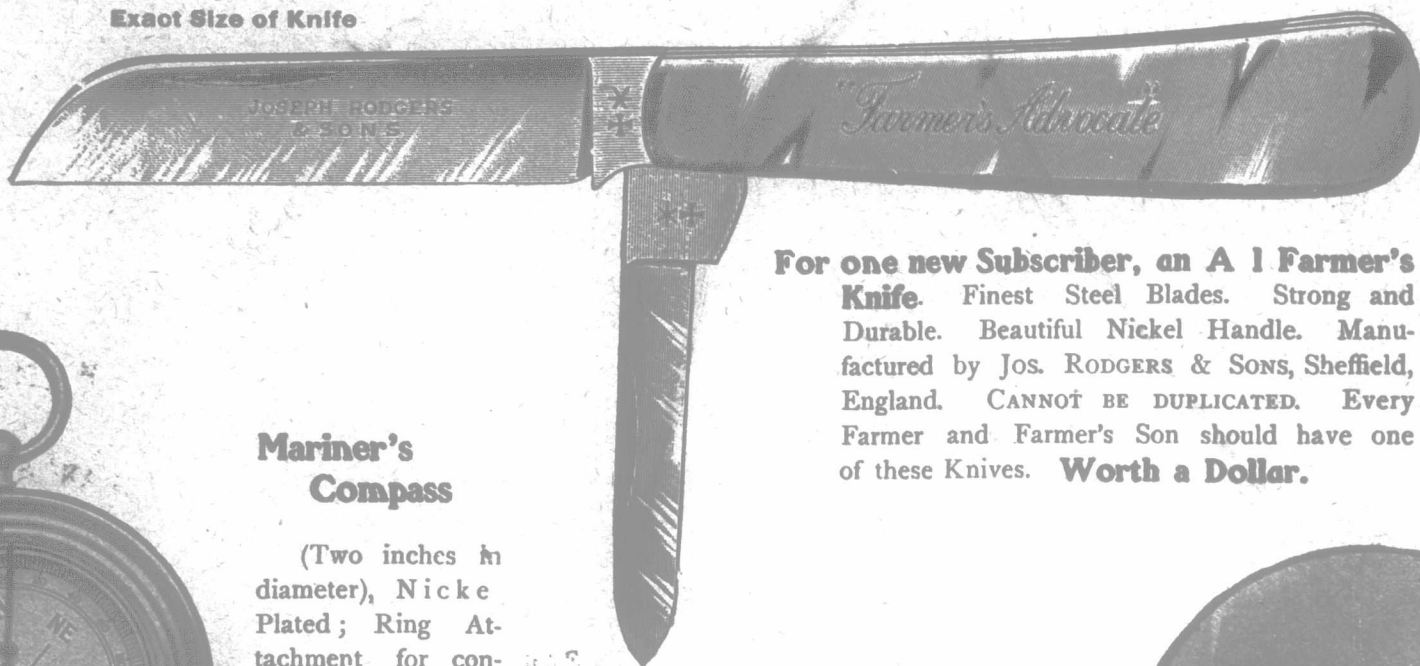 Exact Size of Knife
JOSEPH RODGERS
& SONS
"Farmer's Advocate"
For one new Subscriber, an A 1 Farmer's
Knife. Finest Steel Blades. Strong and
Durable. Beautiful Nickel Handle. Manu-
factured by JOS. RODGERS & SONS, Sheffield,
England. CANNOT BE DUPLICATED. Every
Farmer and Farmer's Son should have one
of these Knives. Worth a Dollar.
Mariner's
Compass
(Two inches in
diameter), Nicke
Plated; Ring At-
tachment for con-
NE